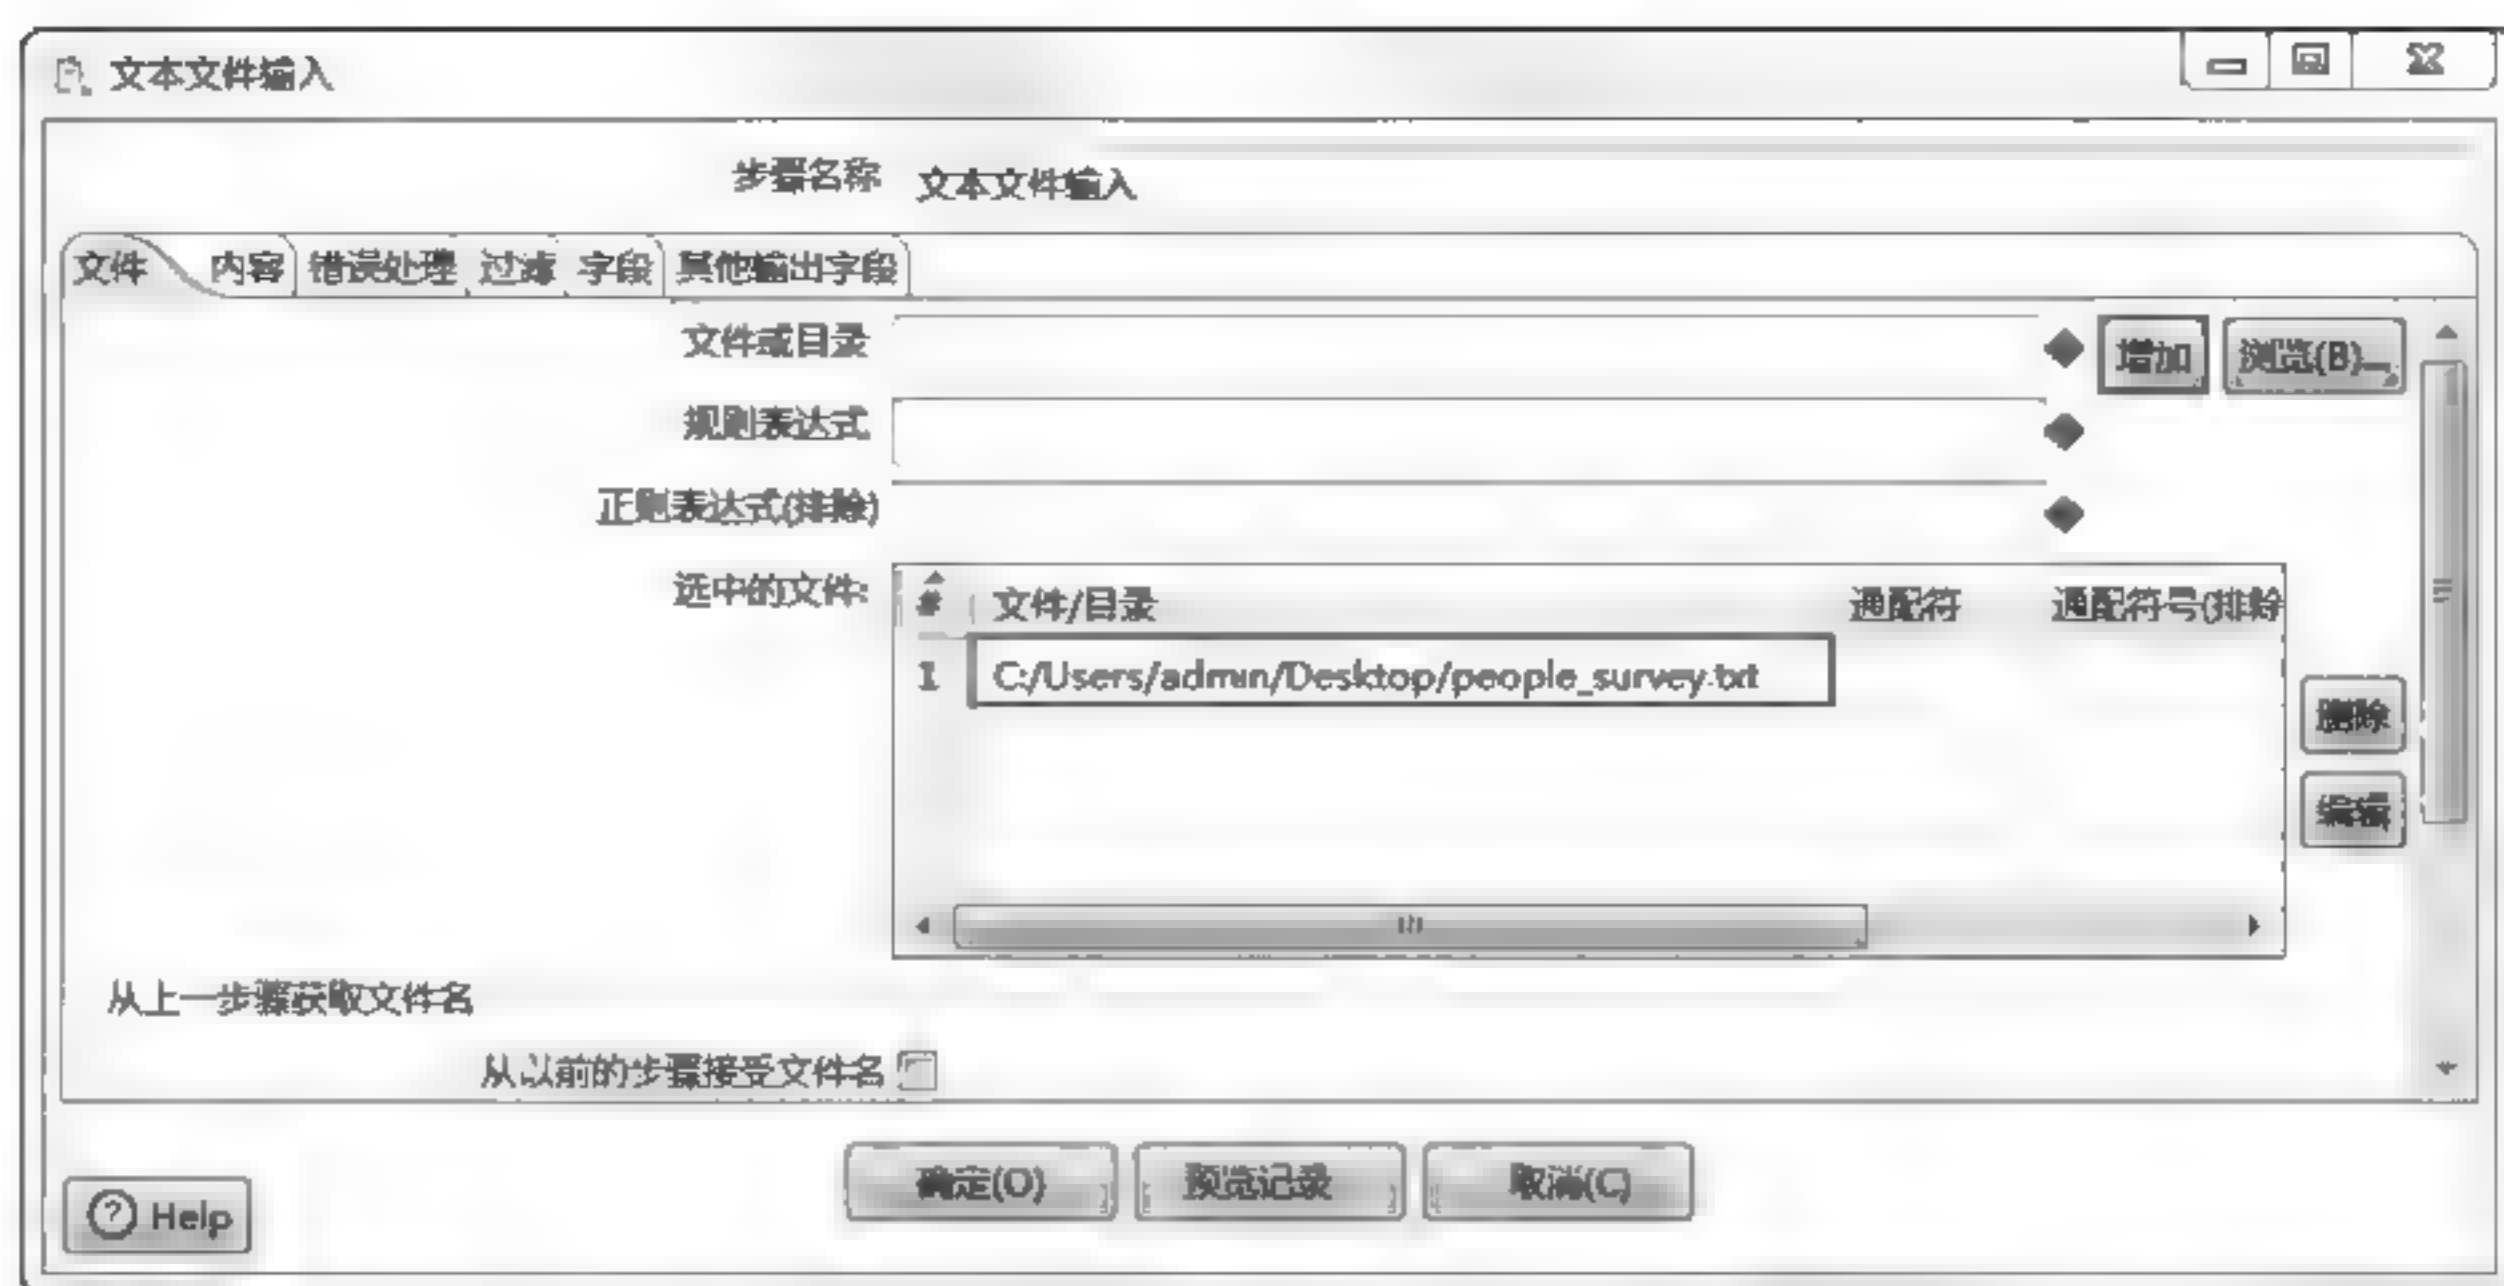 文本文件输入
步骤名称 文本文件输入
文件 内容 错误处理 过滤 字段 其他输出字段
文件或目录 增加 浏览(B)...
规则表达式
正则表达式(排除)
选中的文件:
# 文件/目录 通配符 通配符号(排除
1 C:/Users/admin/Desktop/people_survey.txt
删除
编辑
从上一步骤获取文件名
从以前的步骤接受文件名
确定(O) 预览记录 取消(C)
Help